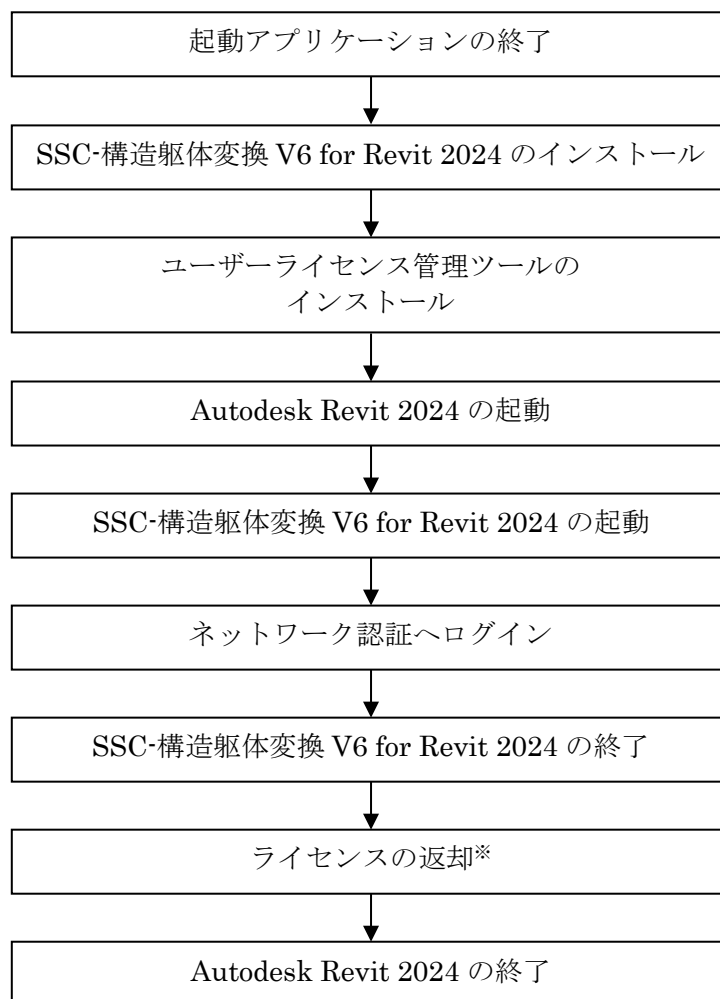 起動アプリケーションの終了
SSC-構造躯体変換 V6 for Revit 2024 のインストール
ユーザーライセンス管理ツールの
インストール
Autodesk Revit 2024 の起動
SSC-構造躯体変換 V6 for Revit 2024 の起動
ネットワーク認証へログイン
SSC-構造躯体変換 V6 for Revit 2024 の終了
ライセンスの返却※
Autodesk Revit 2024 の終了